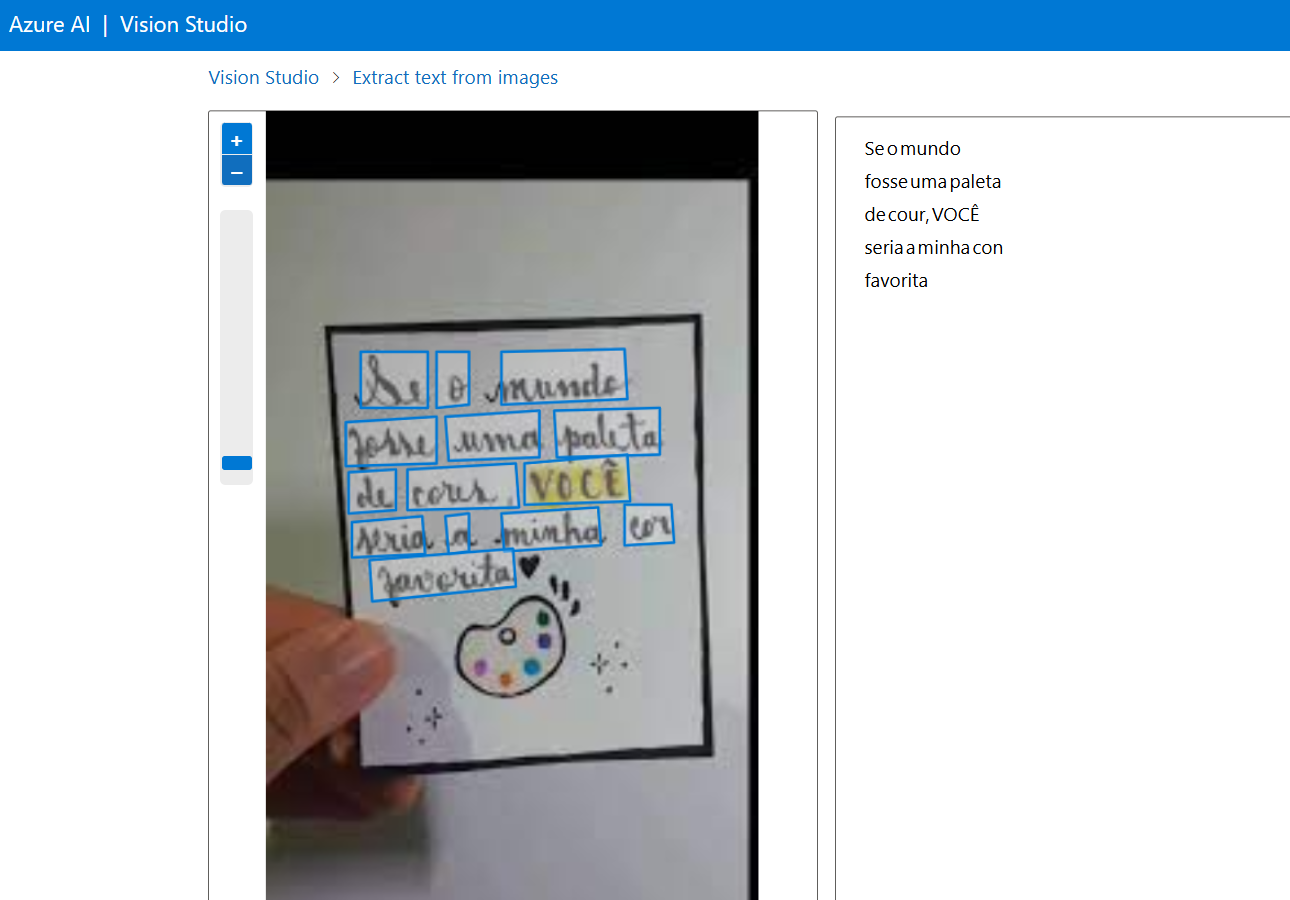 Azure AI | Vision Studio
Vision Studio > Extract text from images
+
−
Se o mundo
fosse uma paleta
de cores, VOCÊ
seria a minha cor
favorita
Se o mundo
fosse uma paleta
de cour, VOCÊ
seria a minha con
favorita